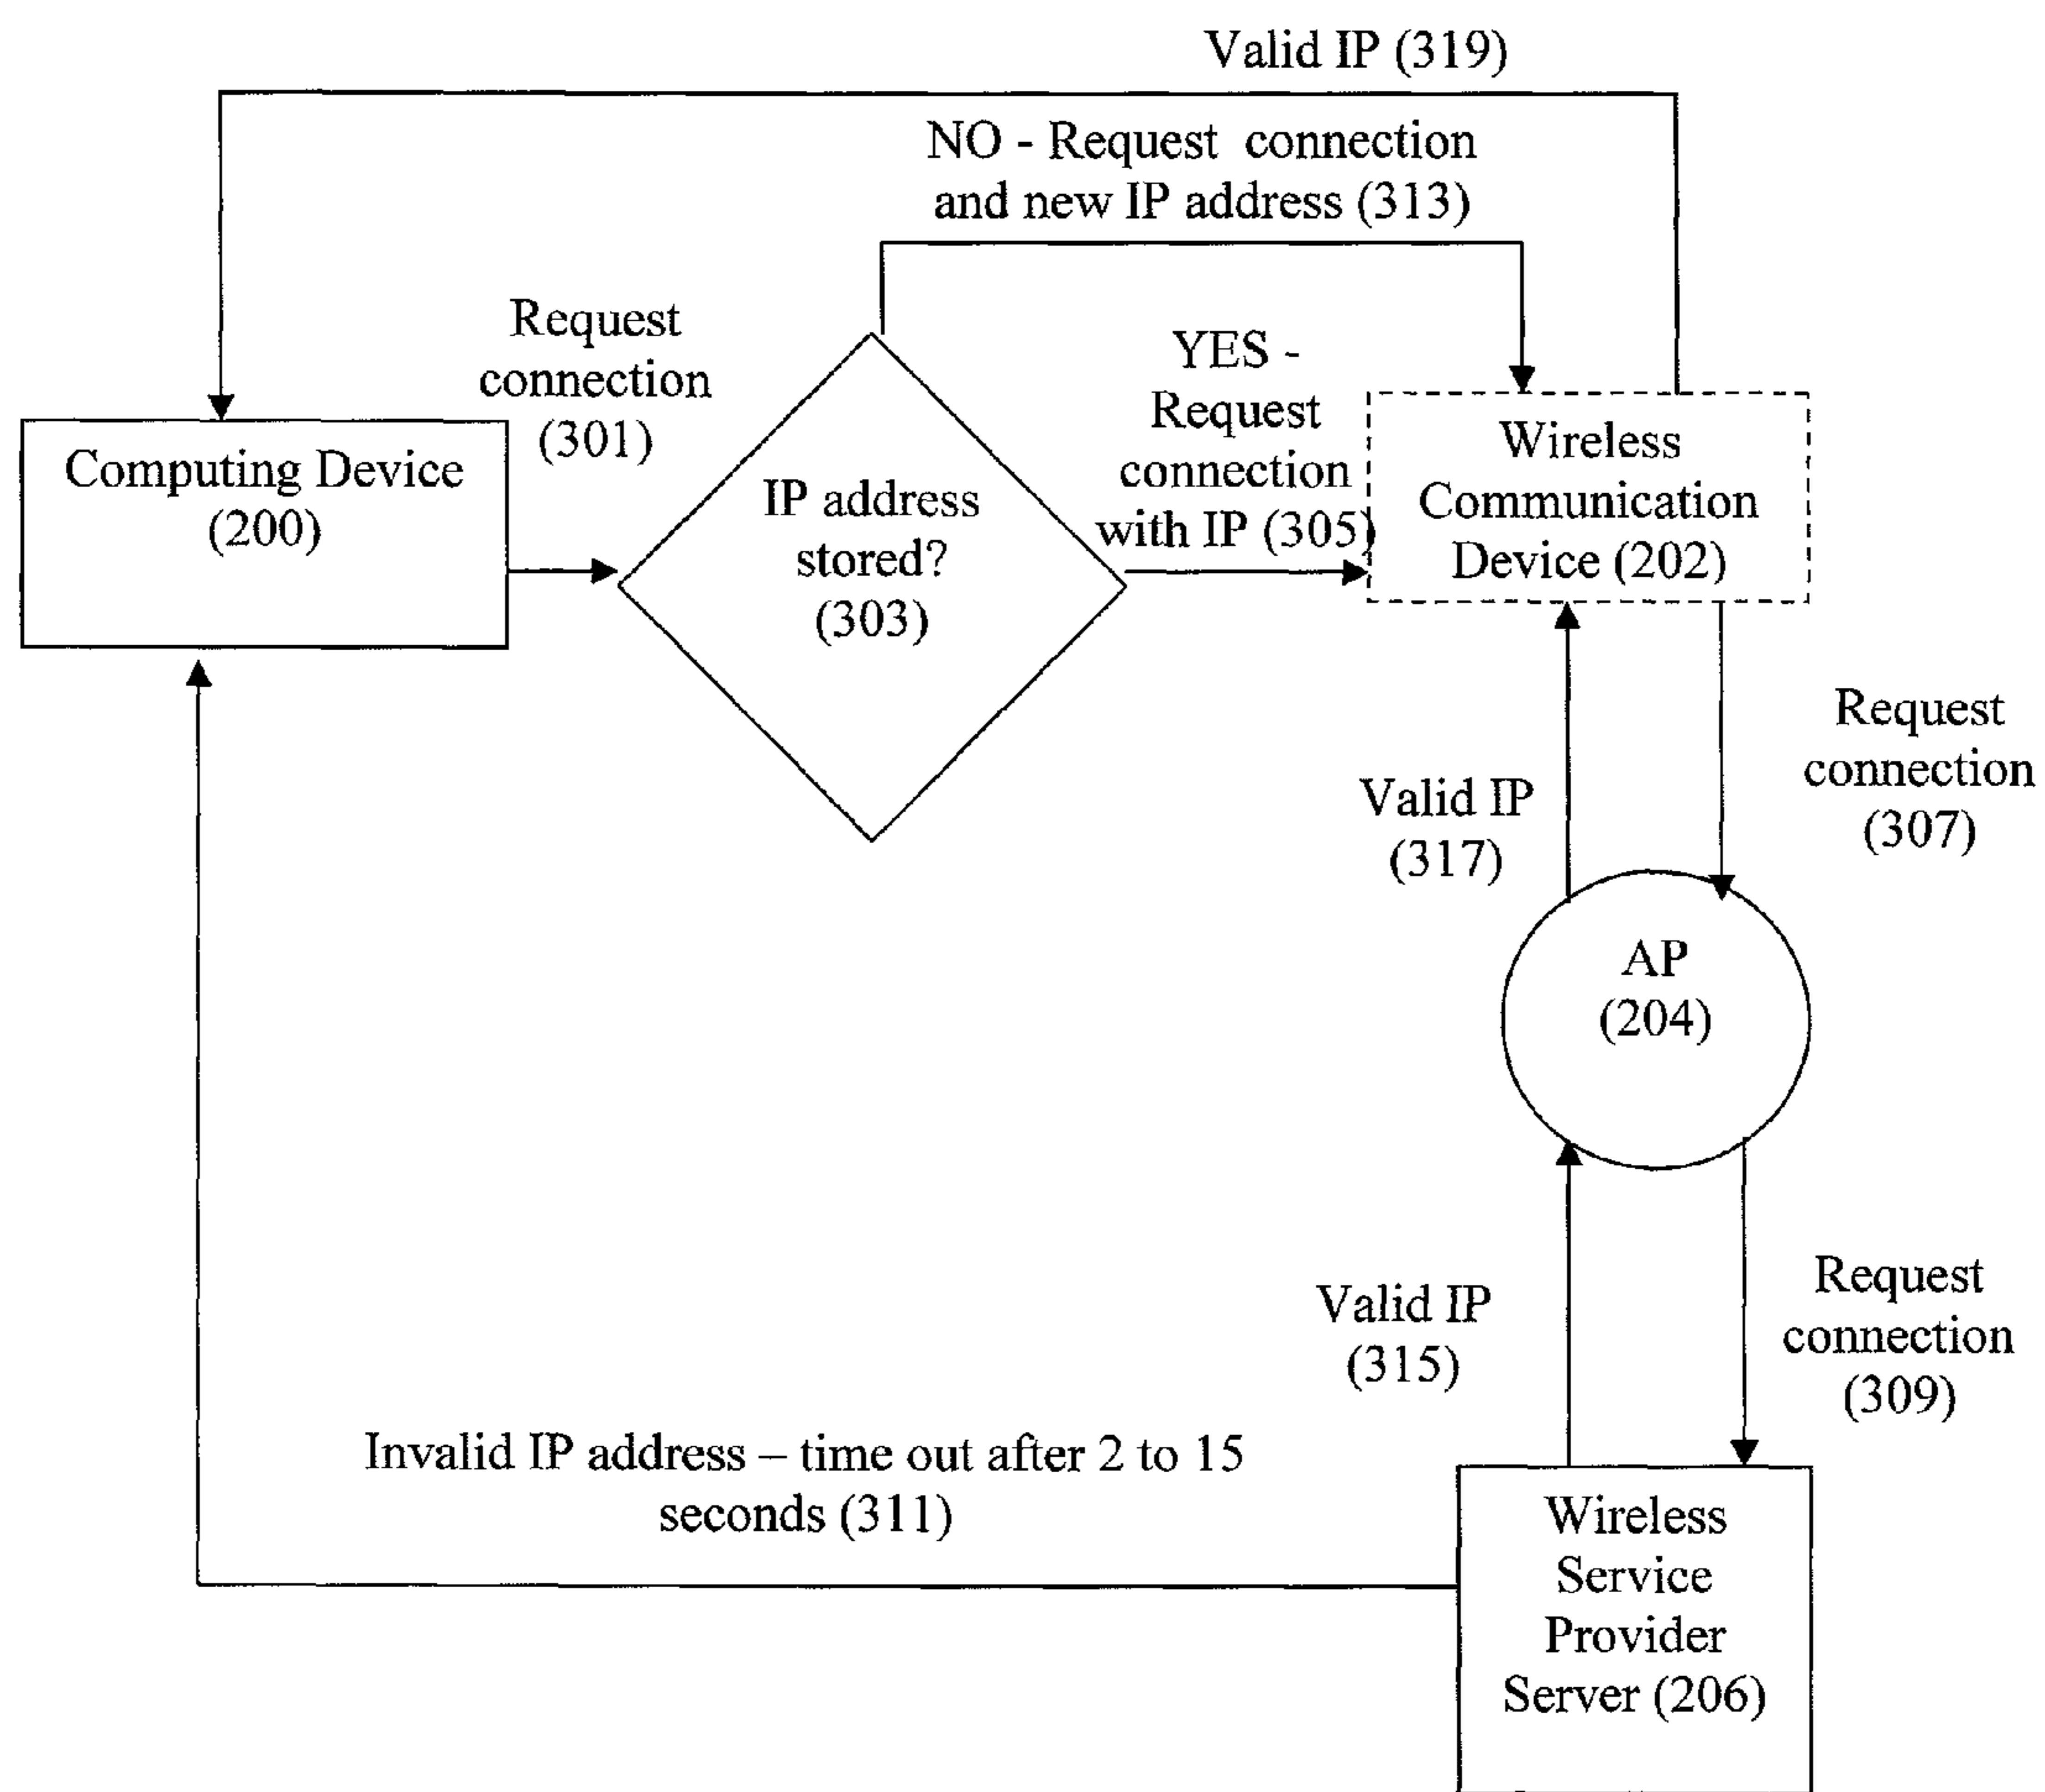 Valid IP (319)
NO - Request connection
and new IP address (313)
Request
connection
(301)
YES -
Request
connection
with IP (305)
Computing Device
(200)
IP address
stored?
(303)
Wireless
Communication
Device (202)
Request
connection
(307)
Valid IP
(317)
AP
(204)
Valid IP
(315)
Request
connection
(309)
Invalid IP address – time out after 2 to 15
seconds (311)
Wireless
Service
Provider
Server (206)